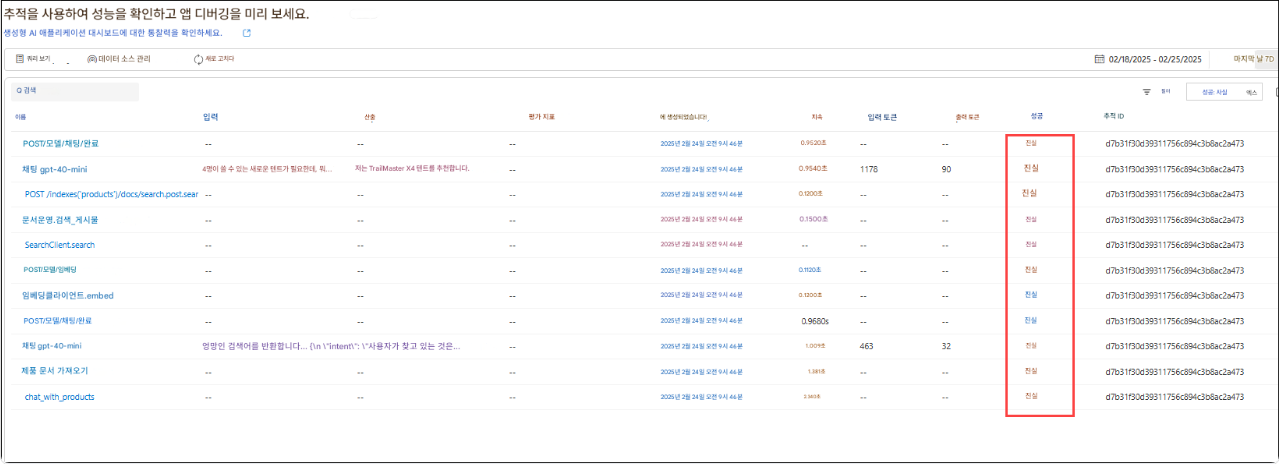 추적을 사용하여 성능을 확인하고 앱 디버깅을 미리 보세요.
생성형 AI 애플리케이션 대시보드에 대한 통찰력을 확인하세요.
쿼리 보기 데이터 소스 관리 새로 고치다 02/18/2025 - 02/25/2025 마지막 날 7D
Q 검색 필터 성공: 사실 엑스
이름 입력 산출 평가 지표 에 생성되었습니다! 지속 입력 토큰 출력 토큰 성공 추적 ID
POST/모델/채팅/완료 -- -- -- 2025년 2월 24일 오전 9시 46분 0.9520초 -- -- 진실 d7b31f30d39311756c894c3b8ac2a473
채팅 gpt-40-mini 4명이 쓸 수 있는 새로운 텐트가 필요한데, 뭐... 저는 TrailMaster X4 텐트를 추천합니다. -- 2025년 2월 24일 오전 9시 46분 0.9540초 1178 90 진실 d7b31f30d39311756c894c3b8ac2a473
POST /indexes('products')/docs/search.post.sear -- -- -- 2025년 2월 24일 오전 9시 46분 0.1200초 -- -- 진실 d7b31f30d39311756c894c3b8ac2a473
문서운영.검색_게시물 -- -- -- 2025년 2월 24일 오전 9시 46분 0.1500초 -- -- 진실 d7b31f30d39311756c894c3b8ac2a473
SearchClient.search -- -- -- 2025년 2월 24일 오전 9시 46분 -- -- -- 진실 d7b31f30d39311756c894c3b8ac2a473
POST/모델/임베딩 -- -- -- 2025년 2월 24일 오전 9시 46분 0.1120초 -- -- 진실 d7b31f30d39311756c894c3b8ac2a473
임베딩클라이언트.embed -- -- -- 2025년 2월 24일 오전 9시 46분 0.1200초 -- -- 진실 d7b31f30d39311756c894c3b8ac2a473
POST/모델/채팅/완료 -- -- -- 2025년 2월 24일 오전 9시 46분 0.9680s -- -- 진실 d7b31f30d39311756c894c3b8ac2a473
채팅 gpt-40-mini 엉망인 검색어를 반환합니다... {\n \"intent\": \"사용자가 찾고 있는 것은... -- 2025년 2월 24일 오전 9시 46분 1.009초 463 32 진실 d7b31f30d39311756c894c3b8ac2a473
제품 문서 가져오기 -- -- -- 2025년 2월 24일 오전 9시 46분 1.381초 -- -- 진실 d7b31f30d39311756c894c3b8ac2a473
chat_with_products -- -- -- 2025년 2월 24일 오전 9시 46분 -- -- 진실 d7b31f30d39311756c894c3b8ac2a473